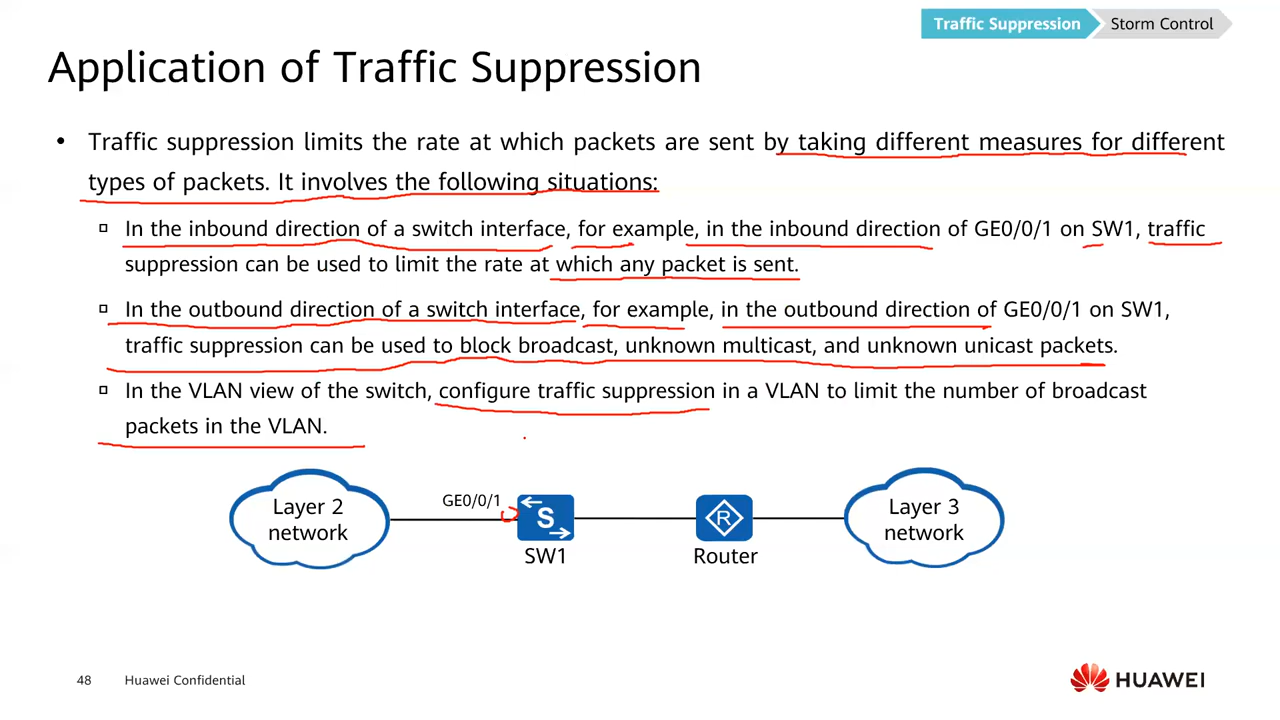 Traffic Suppression
Storm Control
Application of Traffic Suppression
• Traffic suppression limits the rate at which packets are sent by taking different measures for different
types of packets. It involves the following situations:
▫ In the inbound direction of a switch interface, for example, in the inbound direction of GE0/0/1 on SW1, traffic
suppression can be used to limit the rate at which any packet is sent.
▫ In the outbound direction of a switch interface, for example, in the outbound direction of GE0/0/1 on SW1,
traffic suppression can be used to block broadcast, unknown multicast, and unknown unicast packets.
▫ In the VLAN view of the switch, configure traffic suppression in a VLAN to limit the number of broadcast
packets in the VLAN.
Layer 2
network
GE0/0/1
S
SW1
R
Router
Layer 3
network
48
Huawei Confidential
HUAWEI